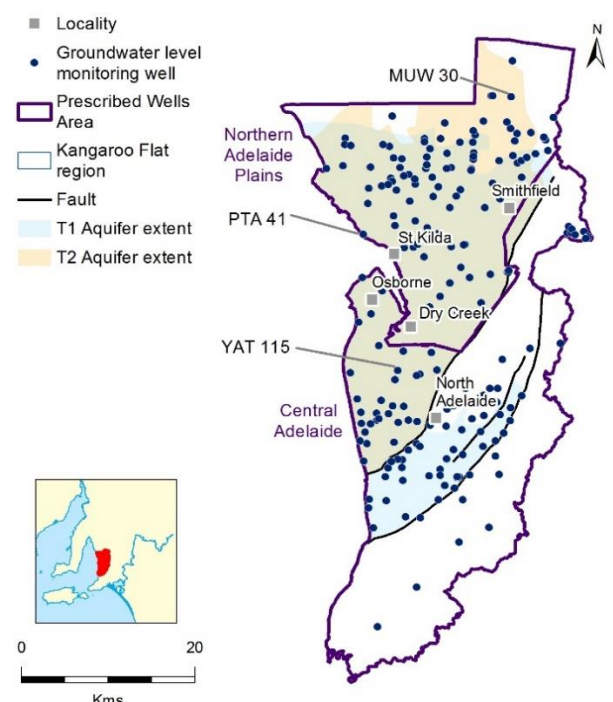 Locality
Groundwater level
monitoring well
Prescribed Wells
Area
Kangaroo Flat
region
Fault
T1 Aquifer extent
T2 Aquifer extent
N
MUW 30
Northern
Adelaide
Plains
Smithfield
PTA 41
St Kilda
Osborne
Dry Creek
YAT 115
North
Adelaide
Central
Adelaide
0
20
Kms